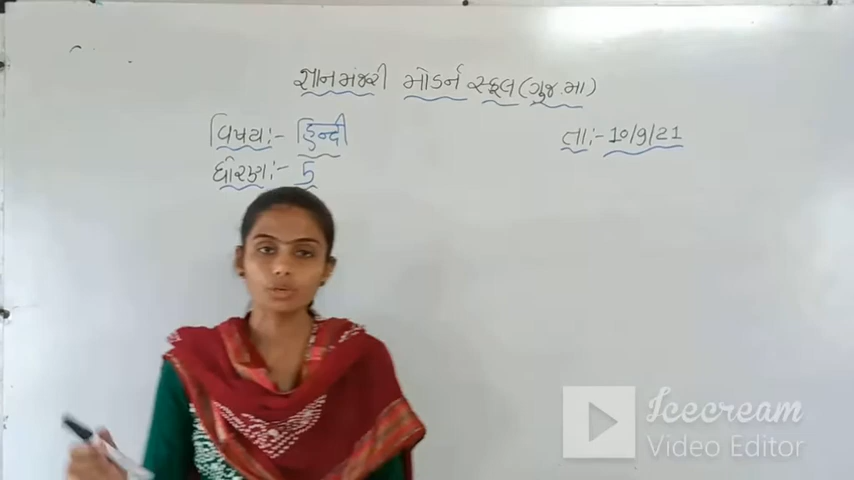 જ્ઞાનમંજરી મોડર્ન સ્કૂલ(ગુજ.મા)
વિષય:- હિન્દી
તા:- 10/9/21
ધોરણ:- 5
Icecream
Video Editor